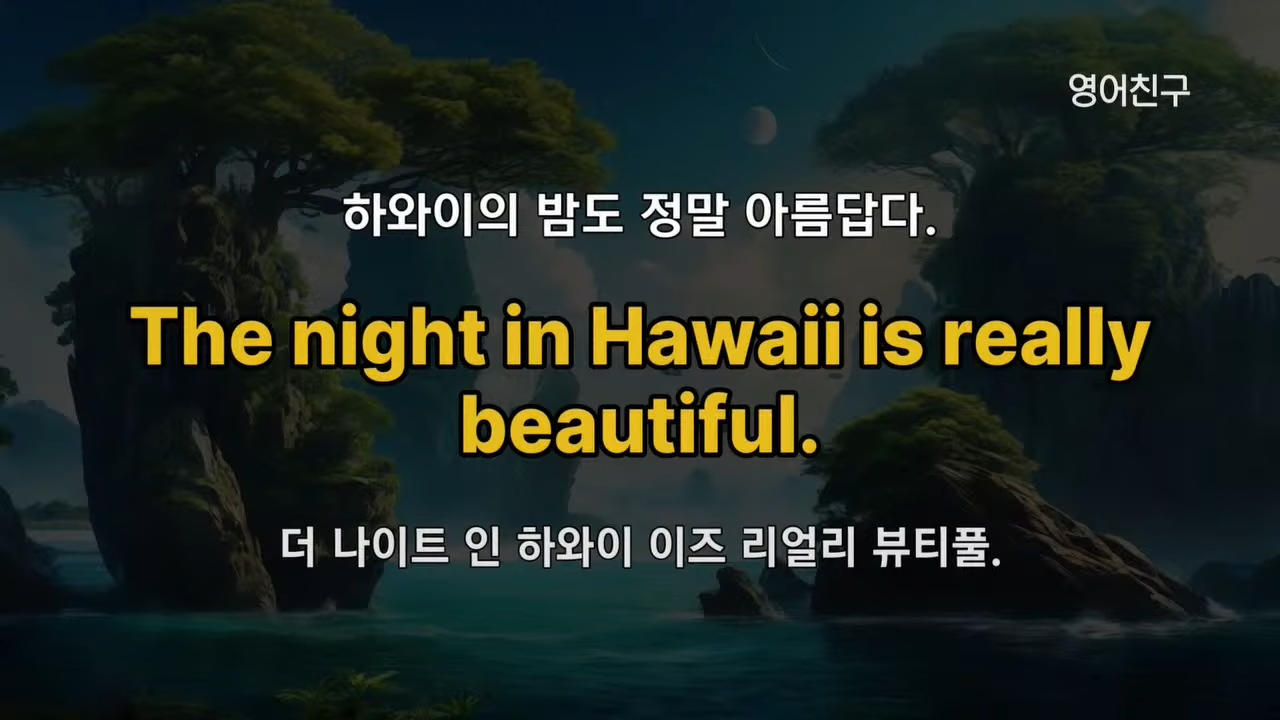 영어친구
하와이의 밤도 정말 아름답다.
The night in Hawaii is really
beautiful.
더 나이트 인 하와이 이즈 리얼리 뷰티풀.